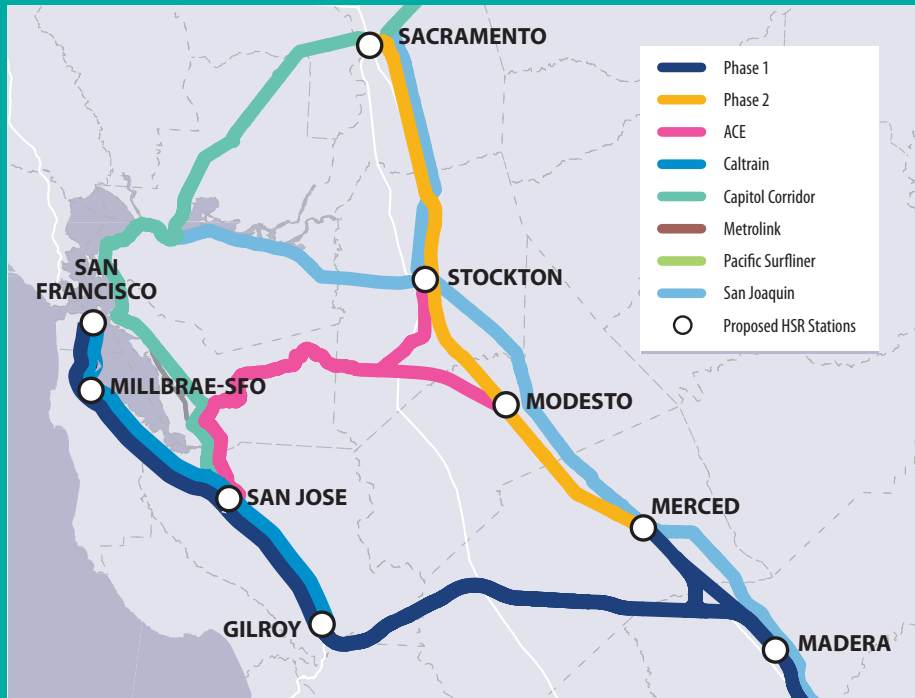 SACRAMENTO
Phase 1
Phase 2
ACE
Caltrain
Capitol Corridor
Metrolink
Pacific Surfliner
San Joaquin
Proposed HSR Stations
SAN
FRANCISCO
STOCKTON
MILLBRAE-SFO
MODESTO
SAN JOSE
MERCED
GILROY
MADERA